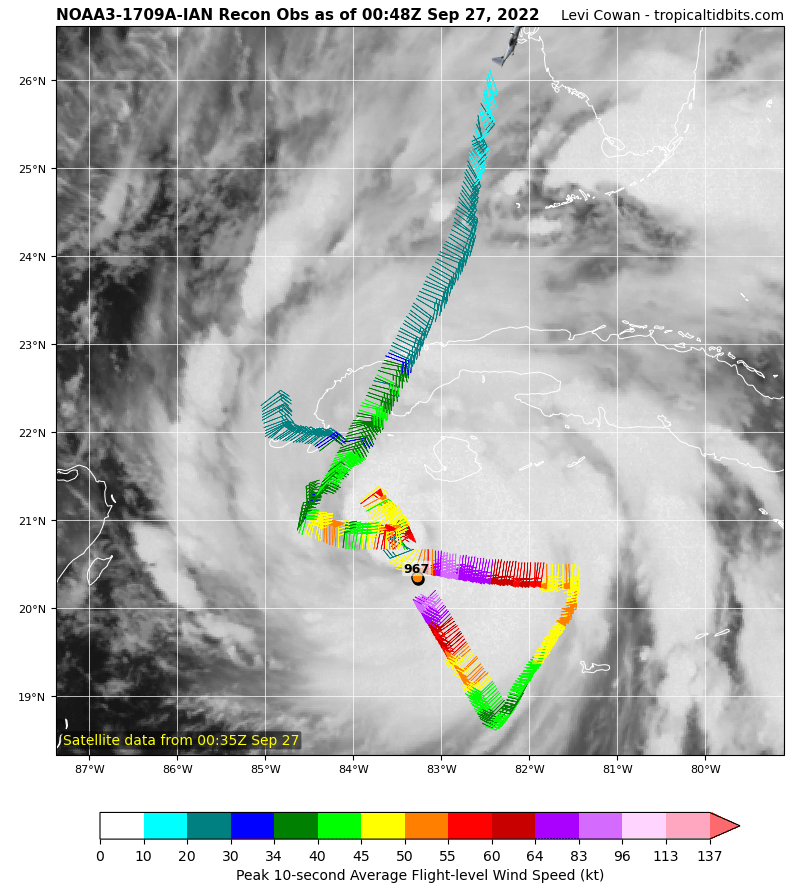 NOAA3-1709A-IAN Recon Obs as of 00:48Z Sep 27, 2022 Levi Cowan - tropicaltidbits.com
26°N
25°N
24°N
23°N
22°N
21°N
20°N
19°N
967
Satellite data from 00:35Z Sep 27
87°W 86°W 85°W 84°W 83°W 82°W 81°W 80°W
0 10 20 30 34 40 45 50 55 60 64 83 96 113 137
Peak 10-second Average Flight-level Wind Speed (kt)